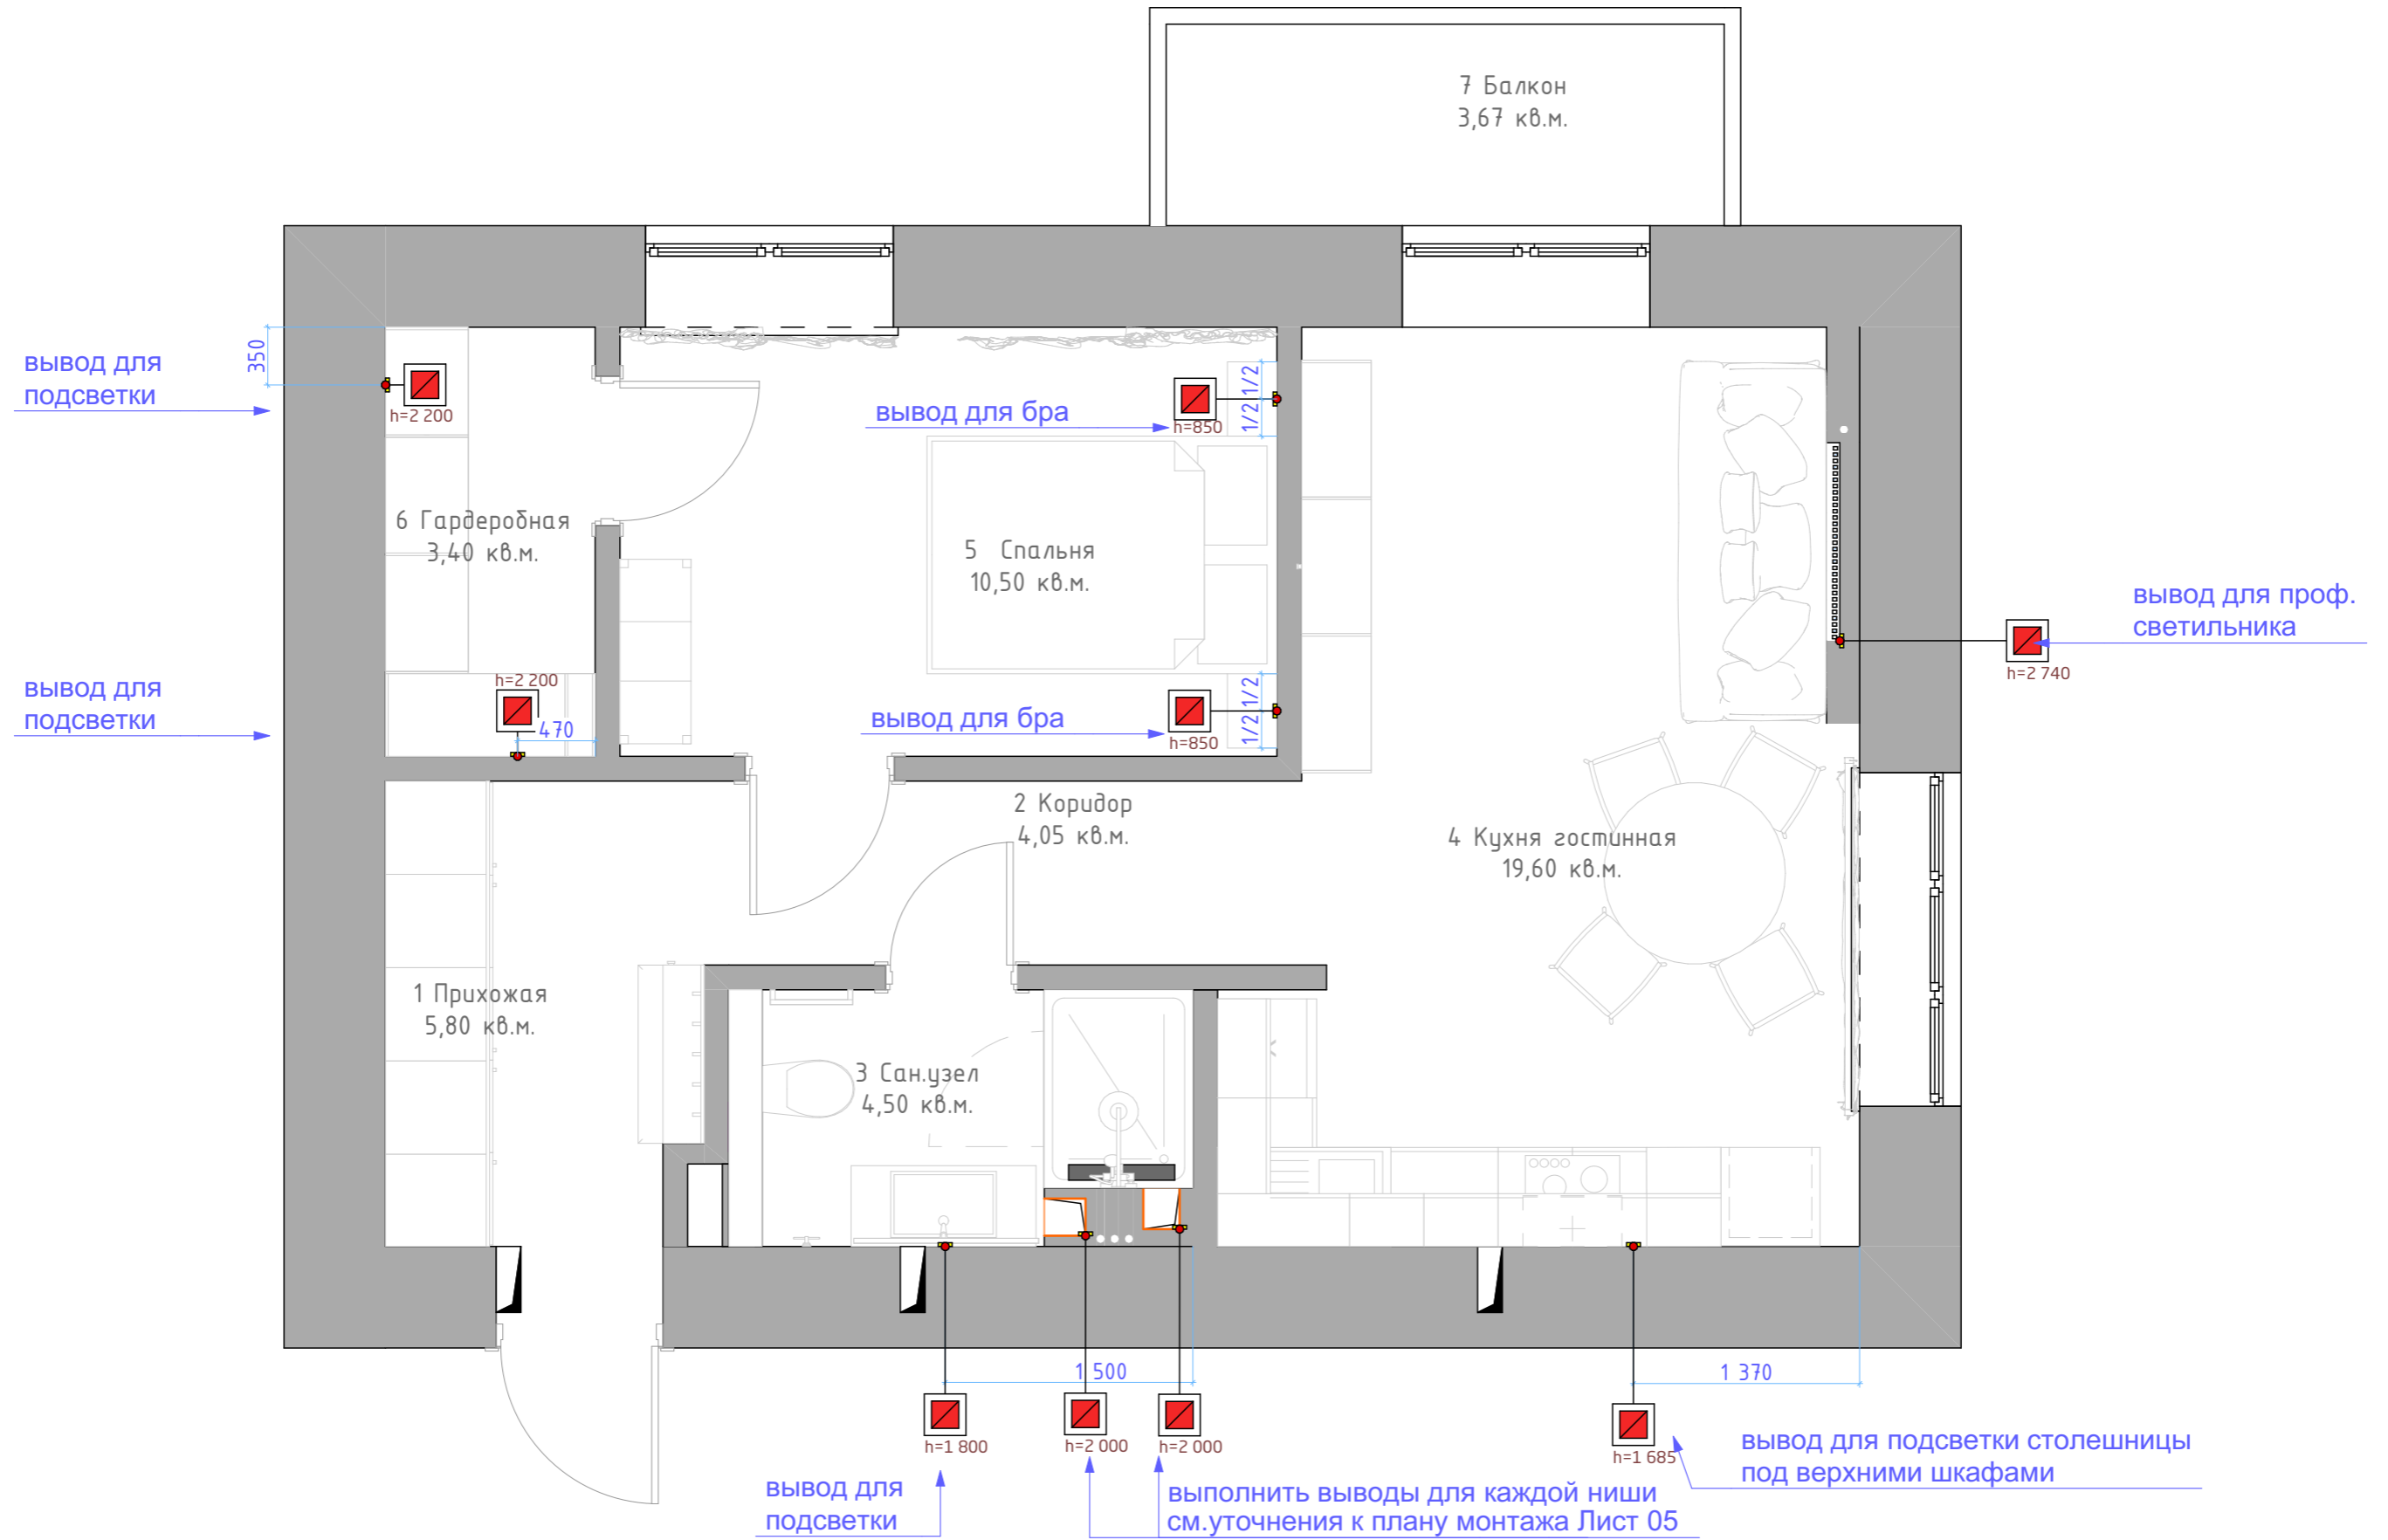 7 Балкон
3,67 кв.м.
350
вывод для
подсветки
h=2 200
вывод для бра
h=850
1/2 1/2
6 Гардеробная
3,40 кв.м.
5 Спальня
10,50 кв.м.
вывод для проф.
светильника
h=2 740
вывод для
подсветки
h=2 200
470
вывод для бра
h=850
1/2 1/2
2 Коридор
4,05 кв.м.
4 Кухня гостинная
19,60 кв.м.
1 Прихожая
5,80 кв.м.
3 Сан.узел
4,50 кв.м.
1 500
1 370
h=1 800
h=2 000
h=2 000
h=1 685
вывод для
подсветки
выполнить выводы для каждой ниши
см.уточнения к плану монтажа Лист 05
вывод для подсветки столешницы
под верхними шкафами